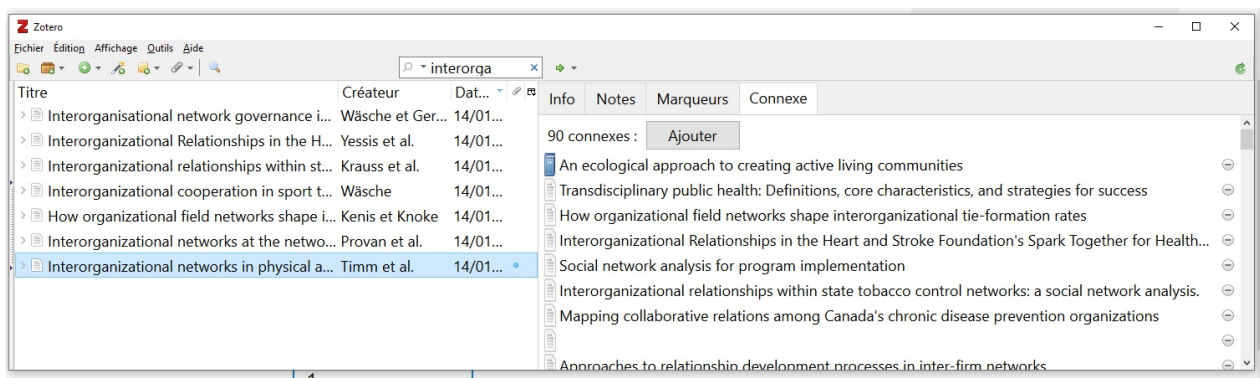 Zotero
Fichier Édition Affichage Outils Aide
interorga
Titre Créateur Dat...
Interorganisational network governance i... Wäsche et Ger... 14/01...
Interorganizational Relationships in the H... Yessis et al. 14/01...
Interorganizational relationships within st... Krauss et al. 14/01...
Interorganizational cooperation in sport t... Wäsche 14/01...
How organizational field networks shape i... Kenis et Knoke 14/01...
Interorganizational networks at the netwo... Provan et al. 14/01...
Interorganizational networks in physical a... Timm et al. 14/01...
Info Notes Marqueurs Connexe
90 connexes : Ajouter
An ecological approach to creating active living communities
Transdisciplinary public health: Definitions, core characteristics, and strategies for success
How organizational field networks shape interorganizational tie-formation rates
Interorganizational Relationships in the Heart and Stroke Foundation's Spark Together for Health...
Social network analysis for program implementation
Interorganizational relationships within state tobacco control networks: a social network analysis.
Mapping collaborative relations among Canada's chronic disease prevention organizations
Approaches to relationship development processes in inter-firm networks